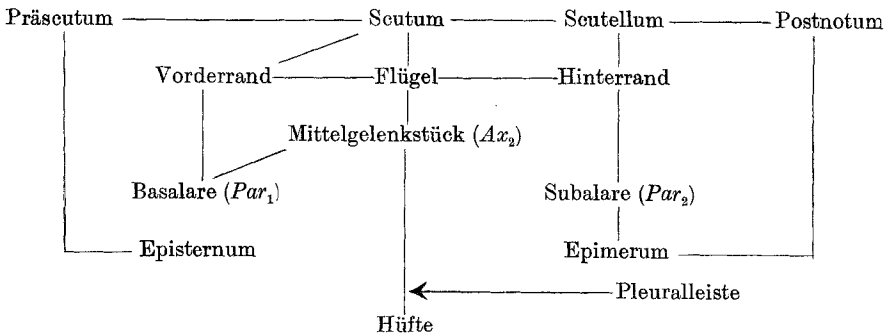 Präscutum Scutum Scutellum Postnotum
Vorderrand Flügel Hinterrand
Mittelgelenkstück (Ax₂)
Basalare (Par₁) Subalare (Par₂)
Episternum Epimerum
Pleuralleiste
Hüfte